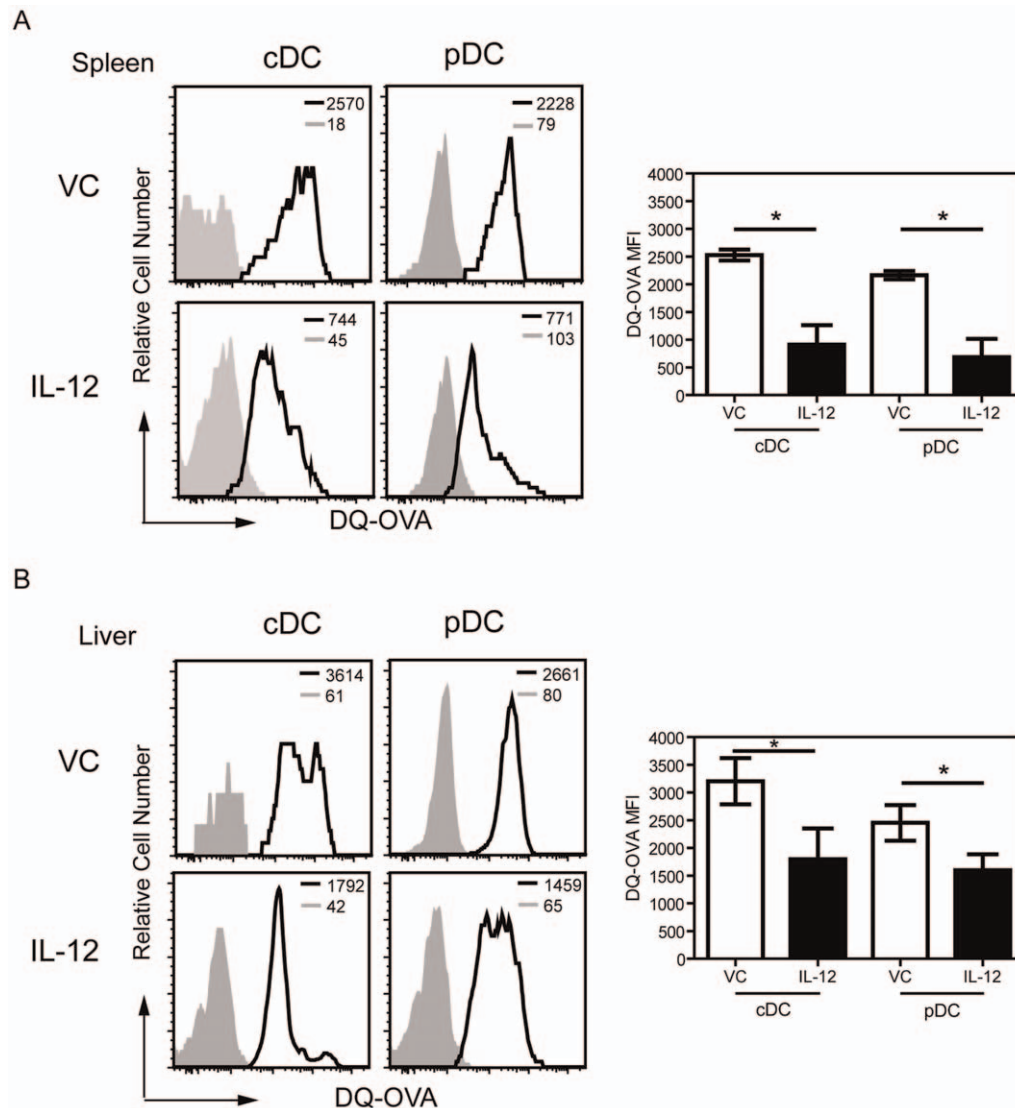 A
Spleen
cDC
pDC
VC
IL-12
Relative Cell Number
2570
18
2228
79
744
45
771
103
DQ-OVA
DQ-OVA MFI
4000
3500
3000
2500
2000
1500
1000
500
0
*
*
VC IL-12 VC IL-12
cDC pDC
B
Liver
cDC
pDC
VC
IL-12
Relative Cell Number
3614
61
2661
80
1792
42
1459
65
DQ-OVA
DQ-OVA MFI
4000
3500
3000
2500
2000
1500
1000
500
0
*
*
VC IL-12 VC IL-12
cDC pDC